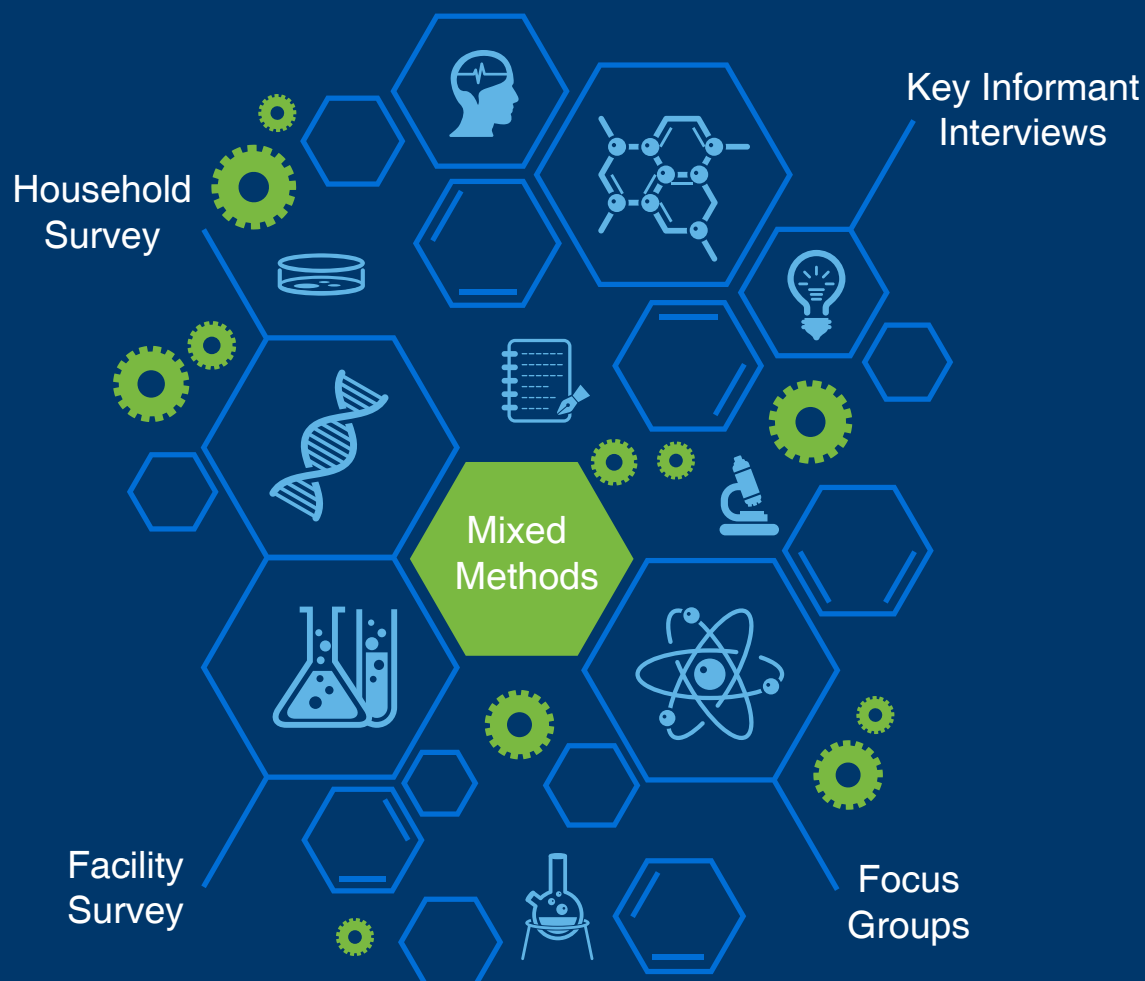 Key Informant
Interviews
Household
Survey
Mixed
Methods
Facility
Survey
Focus
Groups